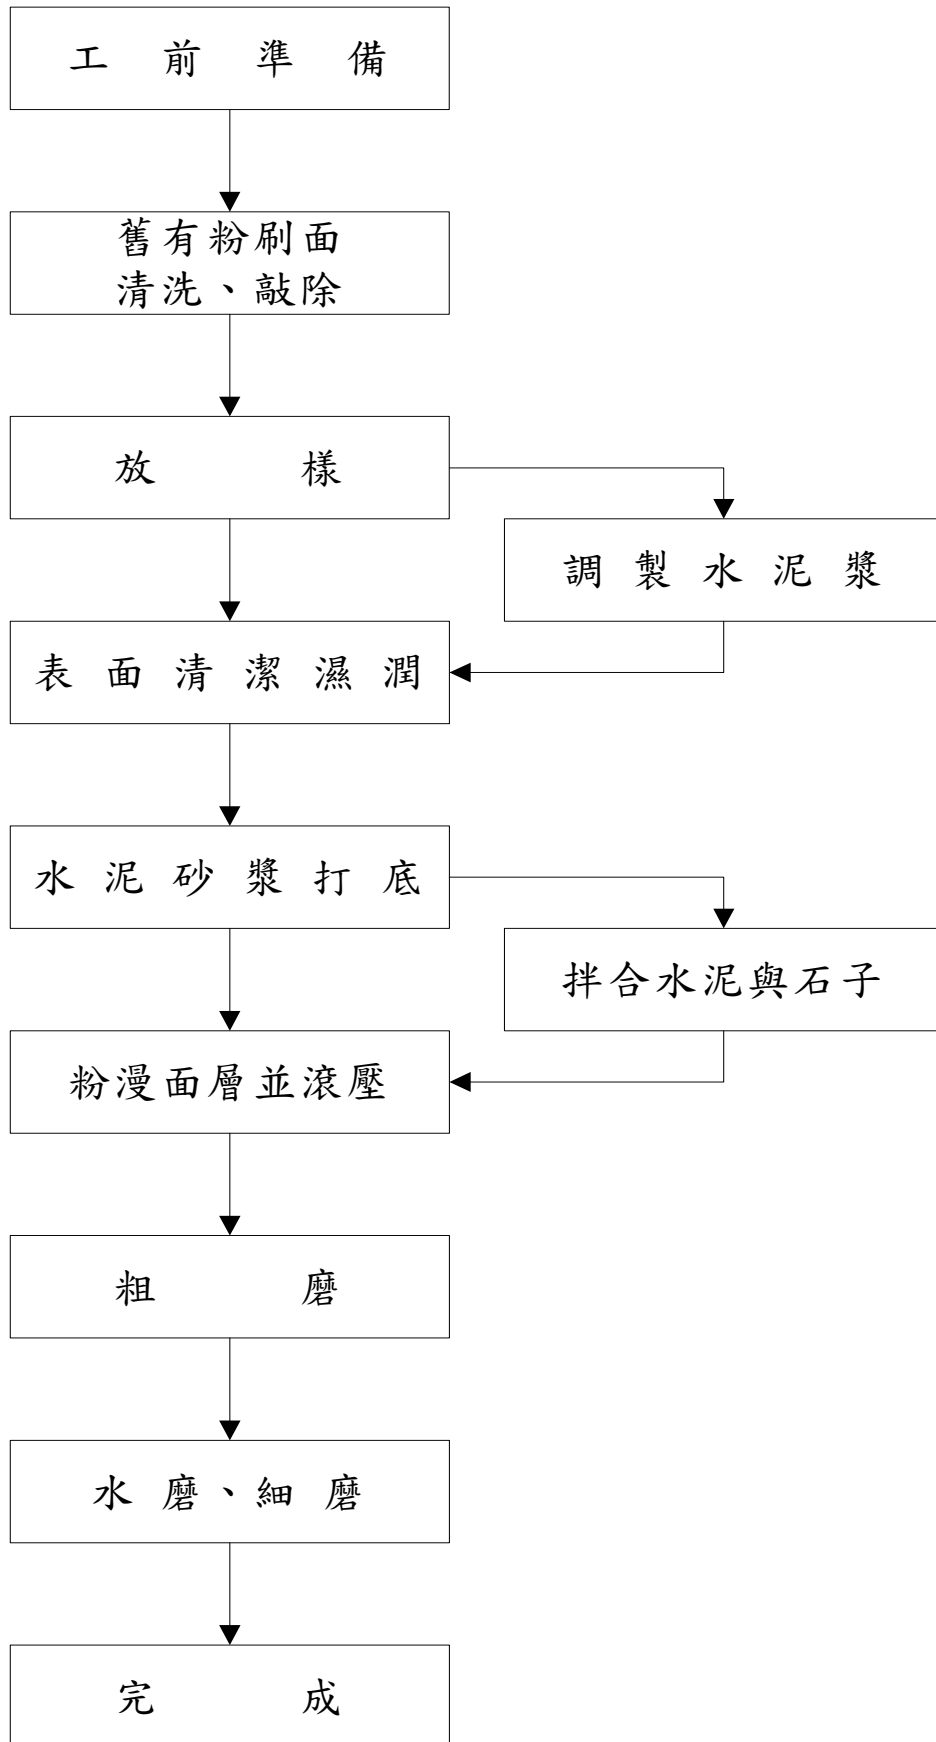 工前準備
舊有粉刷面
清洗、敲除
放樣
調製水泥漿
表面清潔濕潤
水泥砂漿打底
拌合水泥與石子
粉漫面層並滾壓
粗磨
水磨、細磨
完成